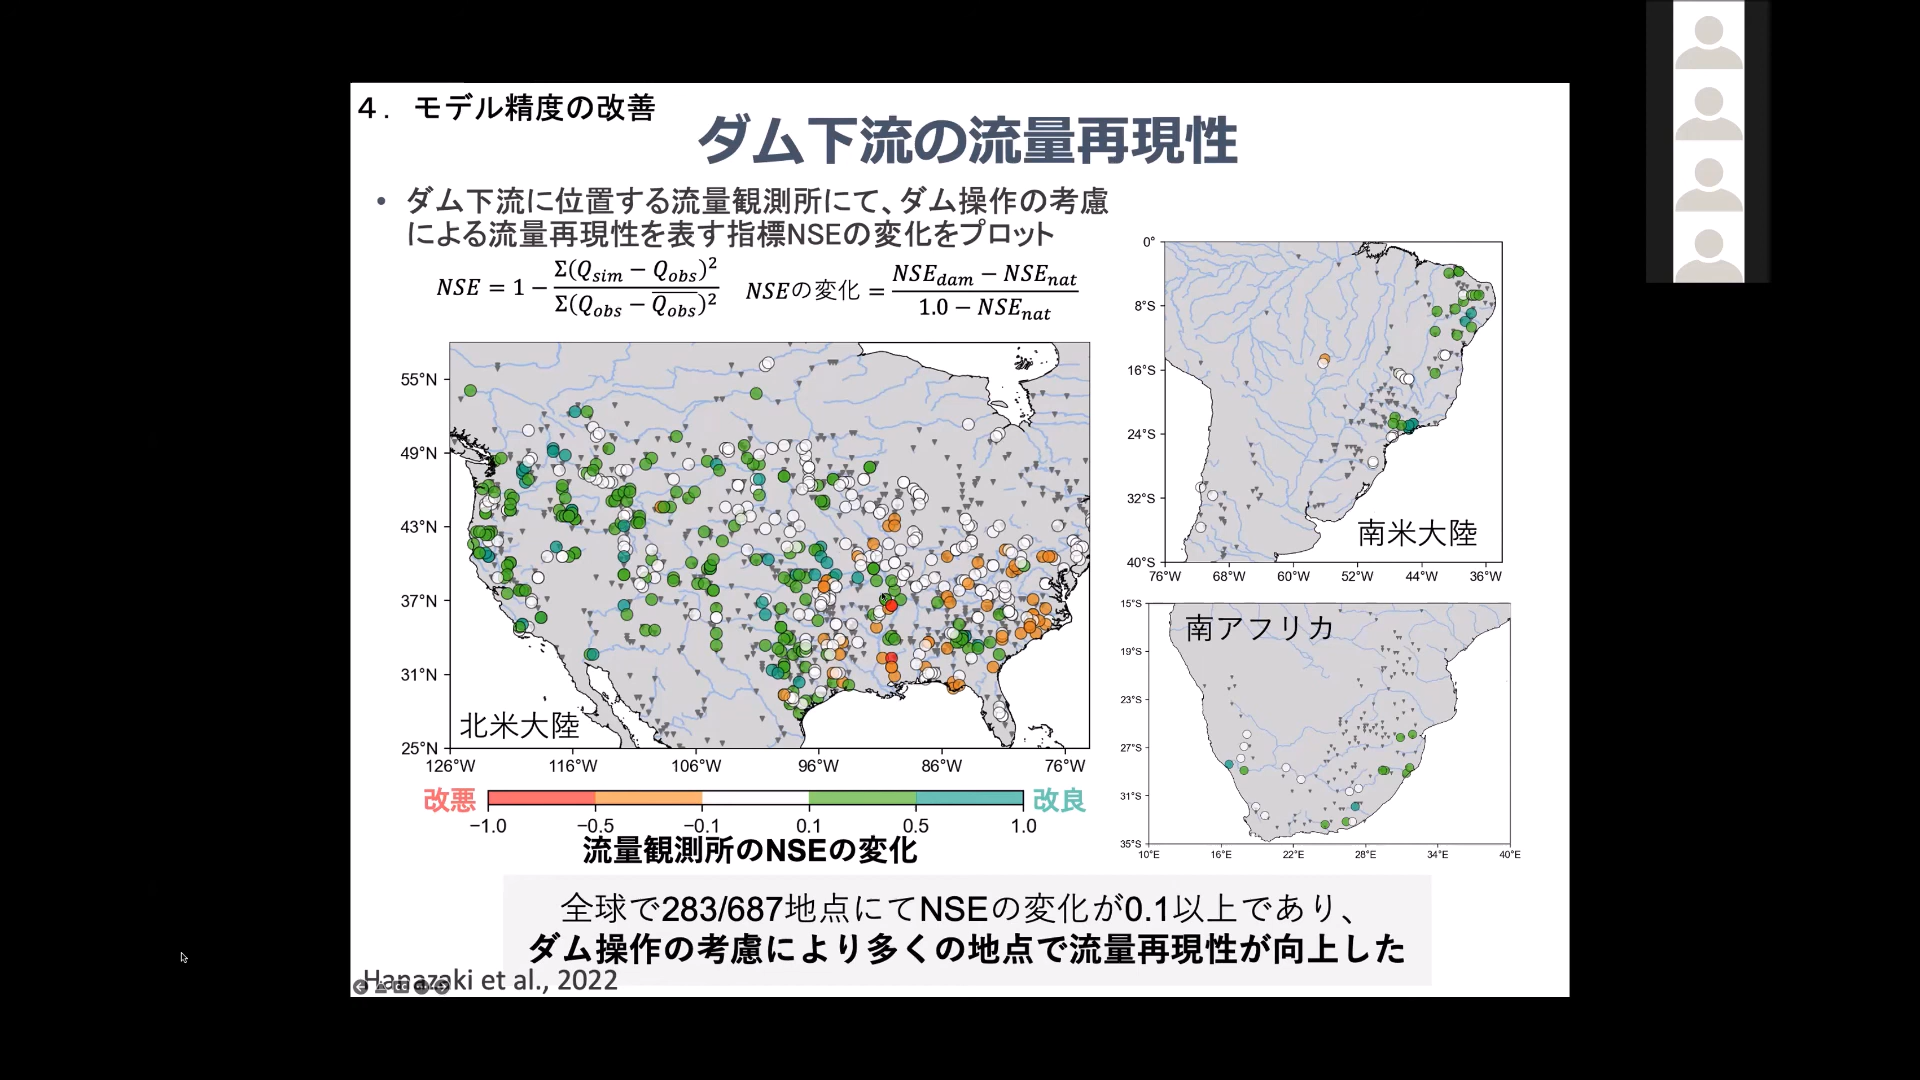 ４．モデル精度の改善
ダム下流の流量再現性
• ダム下流に位置する流量観測所にて、ダム操作の考慮
による流量再現性を表す指標NSEの変化をプロット
NSE = 1 − Σ(Qsim − Qobs)² / Σ(Qobs − Q̅obs)²
NSEの変化 = NSEdam − NSEnat / 1.0 − NSEnat
55°N
49°N
43°N
37°N
31°N
25°N
北米大陸
126°W 116°W 106°W 96°W 86°W 76°W
改悪 改良
−1.0 −0.5 −0.1 0.1 0.5 1.0
流量観測所のNSEの変化
0°
8°S
16°S
24°S
32°S
40°S
南米大陸
76°W 68°W 60°W 52°W 44°W 36°W
15°S
19°S
23°S
27°S
31°S
35°S
南アフリカ
10°E 16°E 22°E 28°E 34°E 40°E
全球で283/687地点にてNSEの変化が0.1以上であり、
ダム操作の考慮により多くの地点で流量再現性が向上した
Hanazaki et al., 2022